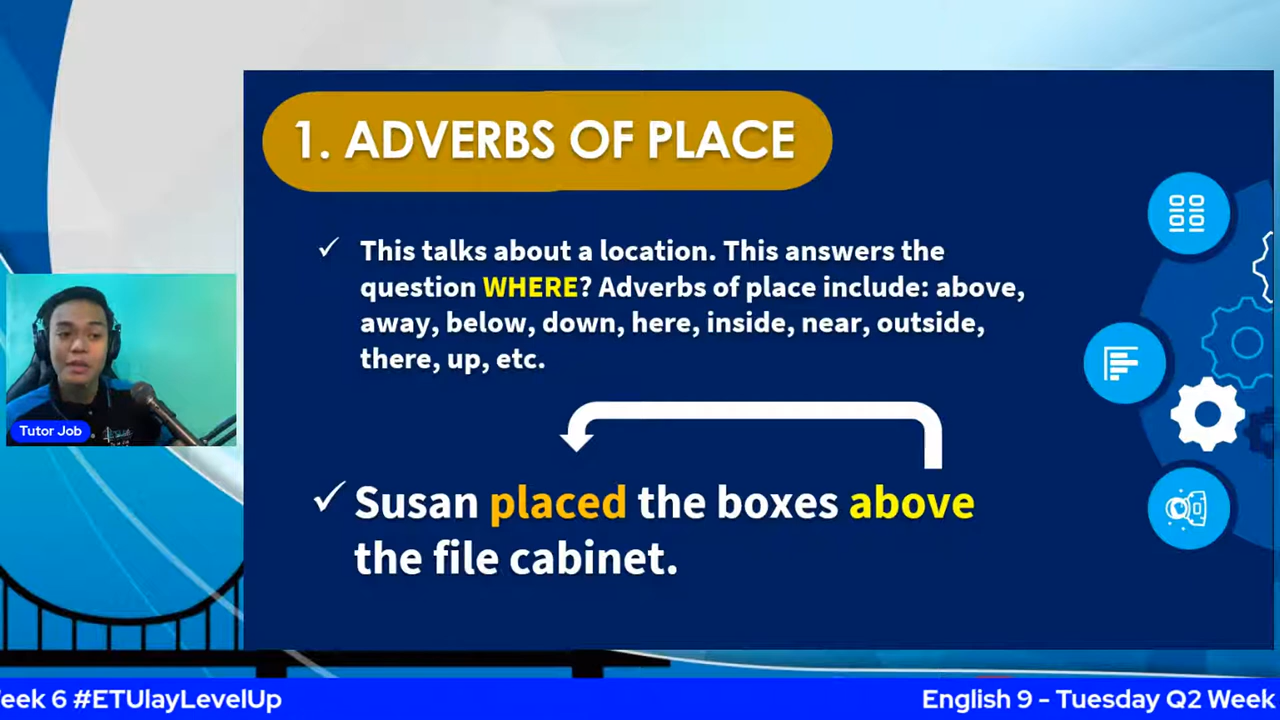 1. ADVERBS OF PLACE
This talks about a location. This answers the
question WHERE? Adverbs of place include: above,
away, below, down, here, inside, near, outside,
there, up, etc.
Susan placed the boxes above
the file cabinet.
Tutor Job
eek 6 #ETUlayLevelUp
English 9 - Tuesday Q2 Week